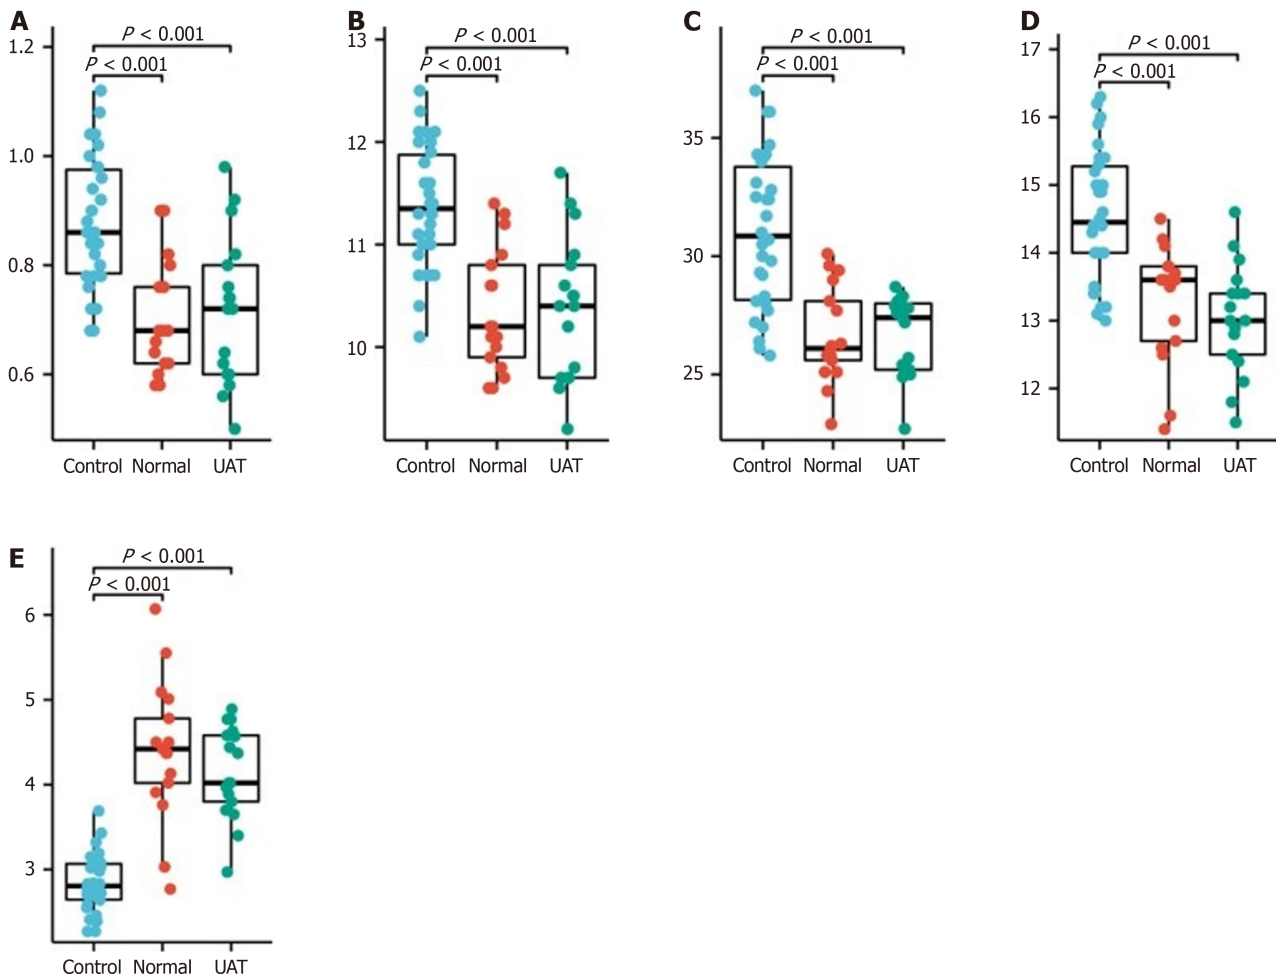 A
P < 0.001
P < 0.001
1.2
1.0
0.8
0.6
Control Normal UAT
B
P < 0.001
P < 0.001
13
12
11
10
Control Normal UAT
C
P < 0.001
P < 0.001
35
30
25
Control Normal UAT
D
P < 0.001
P < 0.001
17
16
15
14
13
12
Control Normal UAT
E
P < 0.001
P < 0.001
6
5
4
3
Control Normal UAT